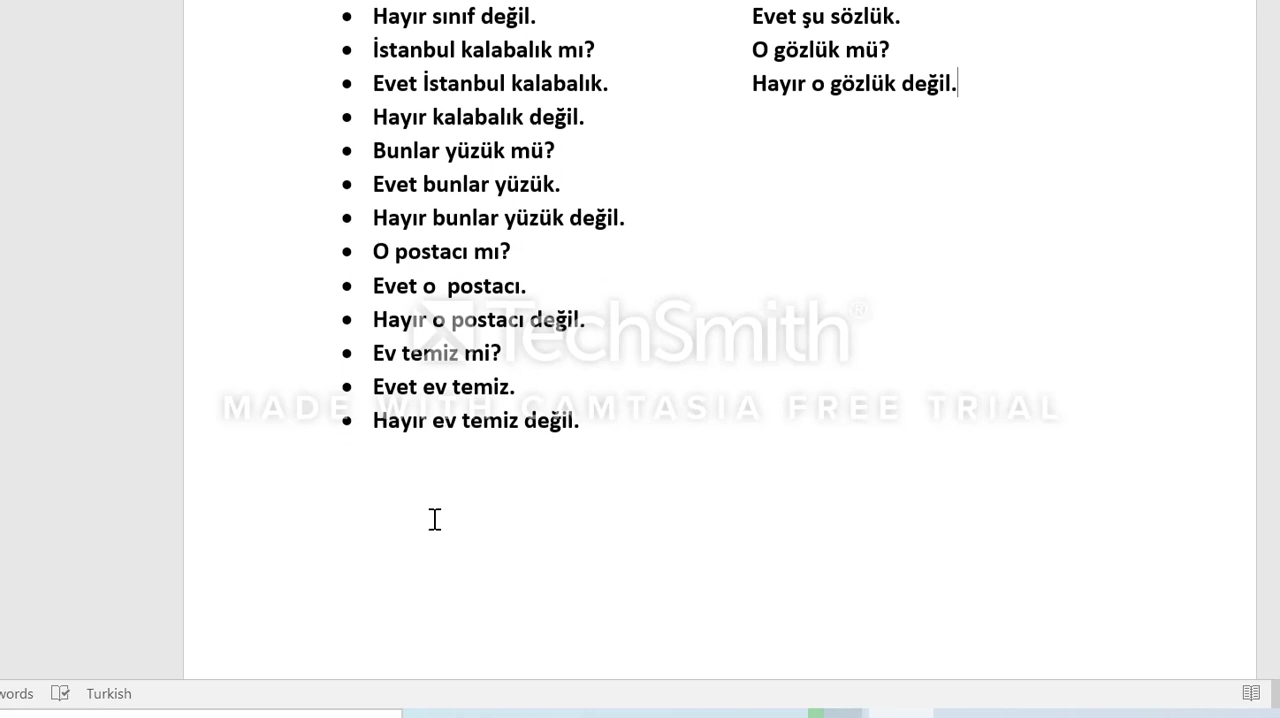 Hayır sınıf değil.
İstanbul kalabalık mı?
Evet İstanbul kalabalık.
Hayır kalabalık değil.
Bunlar yüzük mü?
Evet bunlar yüzük.
Hayır bunlar yüzük değil.
O postacı mı?
Evet o  postacı.
Hayır o postacı değil.
Ev temiz mi?
Evet ev temiz.
Hayır ev temiz değil.
Evet şu sözlük.
O gözlük mü?
Hayır o gözlük değil.
TechSmith®
MADE WITH CAMTASIA FREE TRIAL
words
Turkish